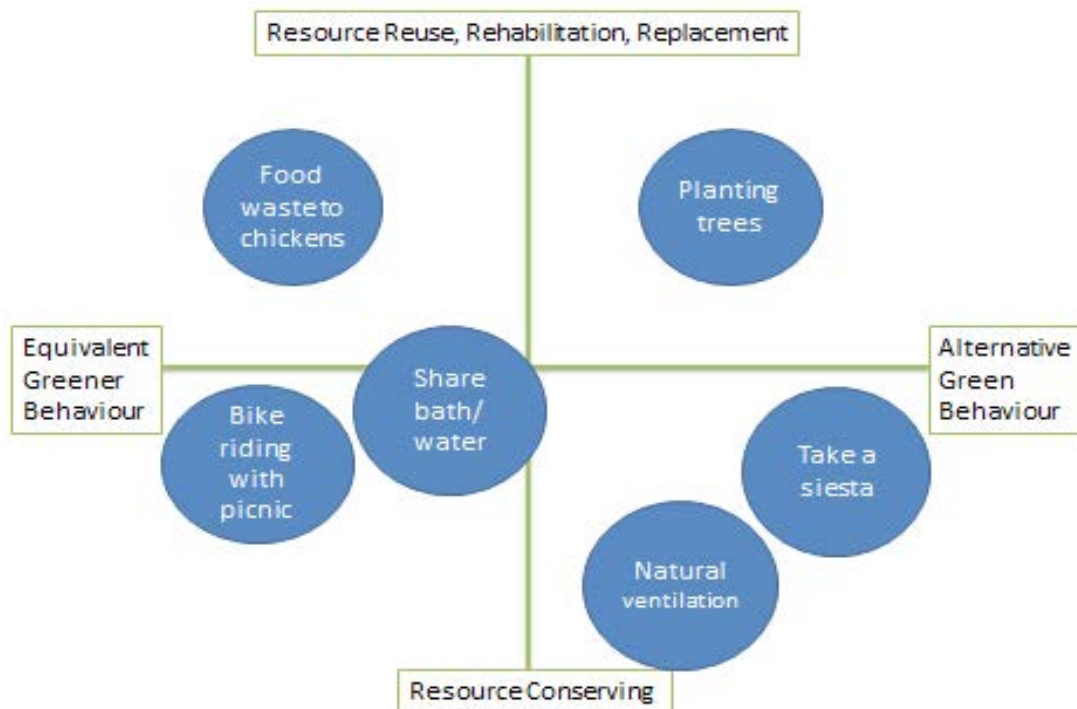 Resource Reuse, Rehabilitation, Replacement
Food
waste to
chickens
Planting
trees
Equivalent
Greener
Behaviour
Share
bath/
water
Alternative
Green
Behaviour
Bike
riding
with
picnic
Take a
siesta
Natural
ventilation
Resource Conserving